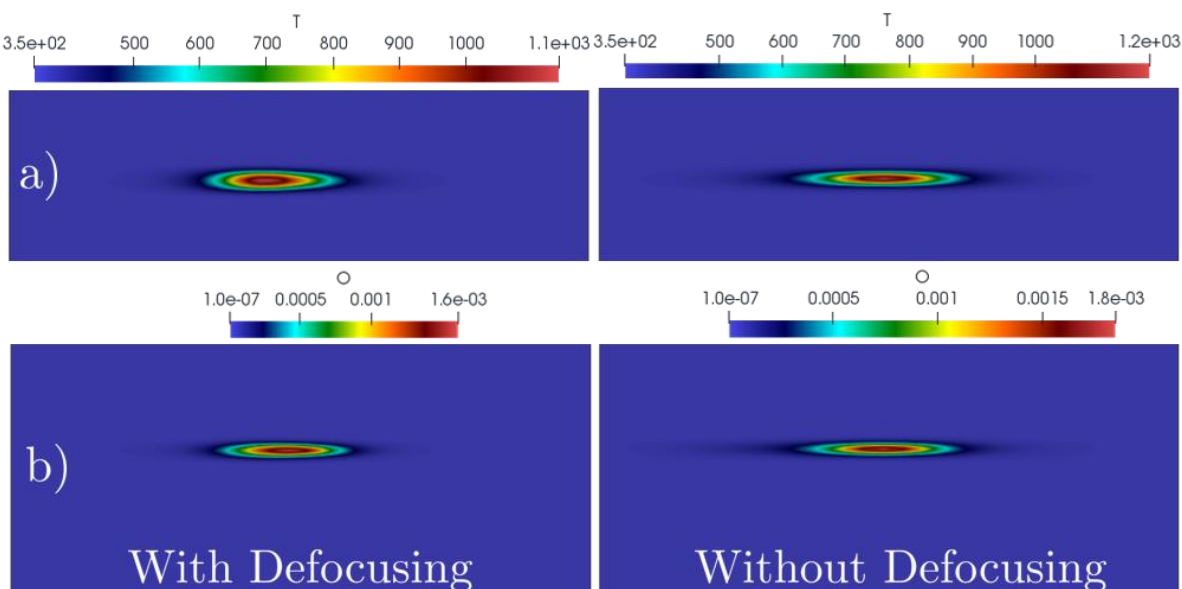 T
3.5e+02 500 600 700 800 900 1000 1.1e+03
T
3.5e+02 500 600 700 800 900 1000 1.2e+03
a)
O
1.0e-07 0.0005 0.001 1.6e-03
O
1.0e-07 0.0005 0.001 0.0015 1.8e-03
b)
With Defocusing
Without Defocusing